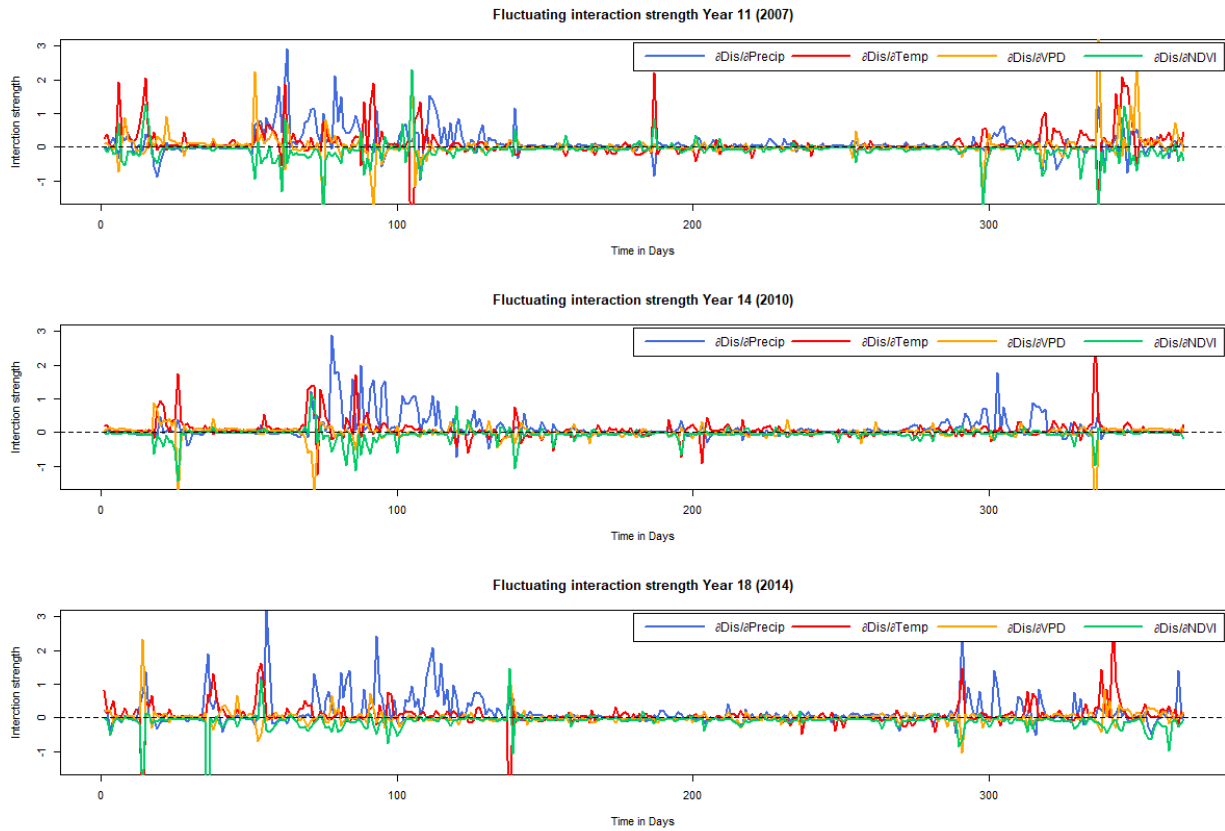 Fluctuating interaction strength Year 11 (2007)
∂Dis/∂Precip ∂Dis/∂Temp ∂Dis/∂VPD ∂Dis/∂NDVI
Interction strength
3
2
1
0
-1
0 100 200 300
Time in Days
Fluctuating interaction strength Year 14 (2010)
∂Dis/∂Precip ∂Dis/∂Temp ∂Dis/∂VPD ∂Dis/∂NDVI
Interction strength
3
2
1
0
-1
0 100 200 300
Time in Days
Fluctuating interaction strength Year 18 (2014)
∂Dis/∂Precip ∂Dis/∂Temp ∂Dis/∂VPD ∂Dis/∂NDVI
Interction strength
3
2
1
0
-1
0 100 200 300
Time in Days